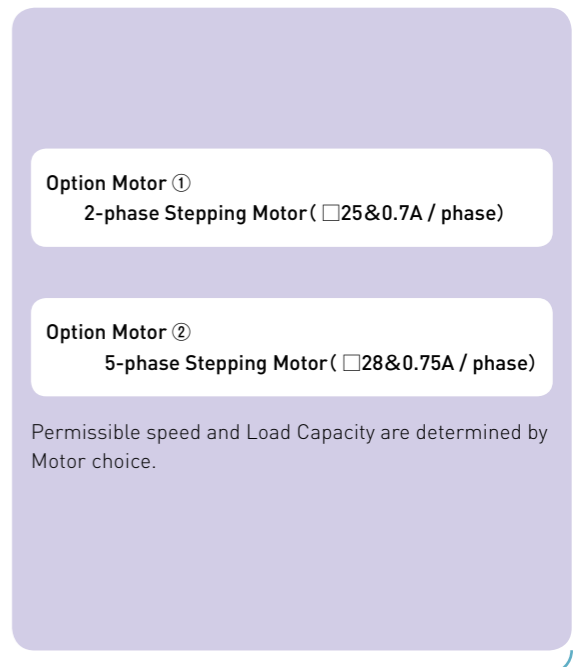 Option Motor ①
2-phase Stepping Motor( □25&0.7A / phase)
Option Motor ②
5-phase Stepping Motor( □28&0.75A / phase)
Permissible speed and Load Capacity are determined by
Motor choice.